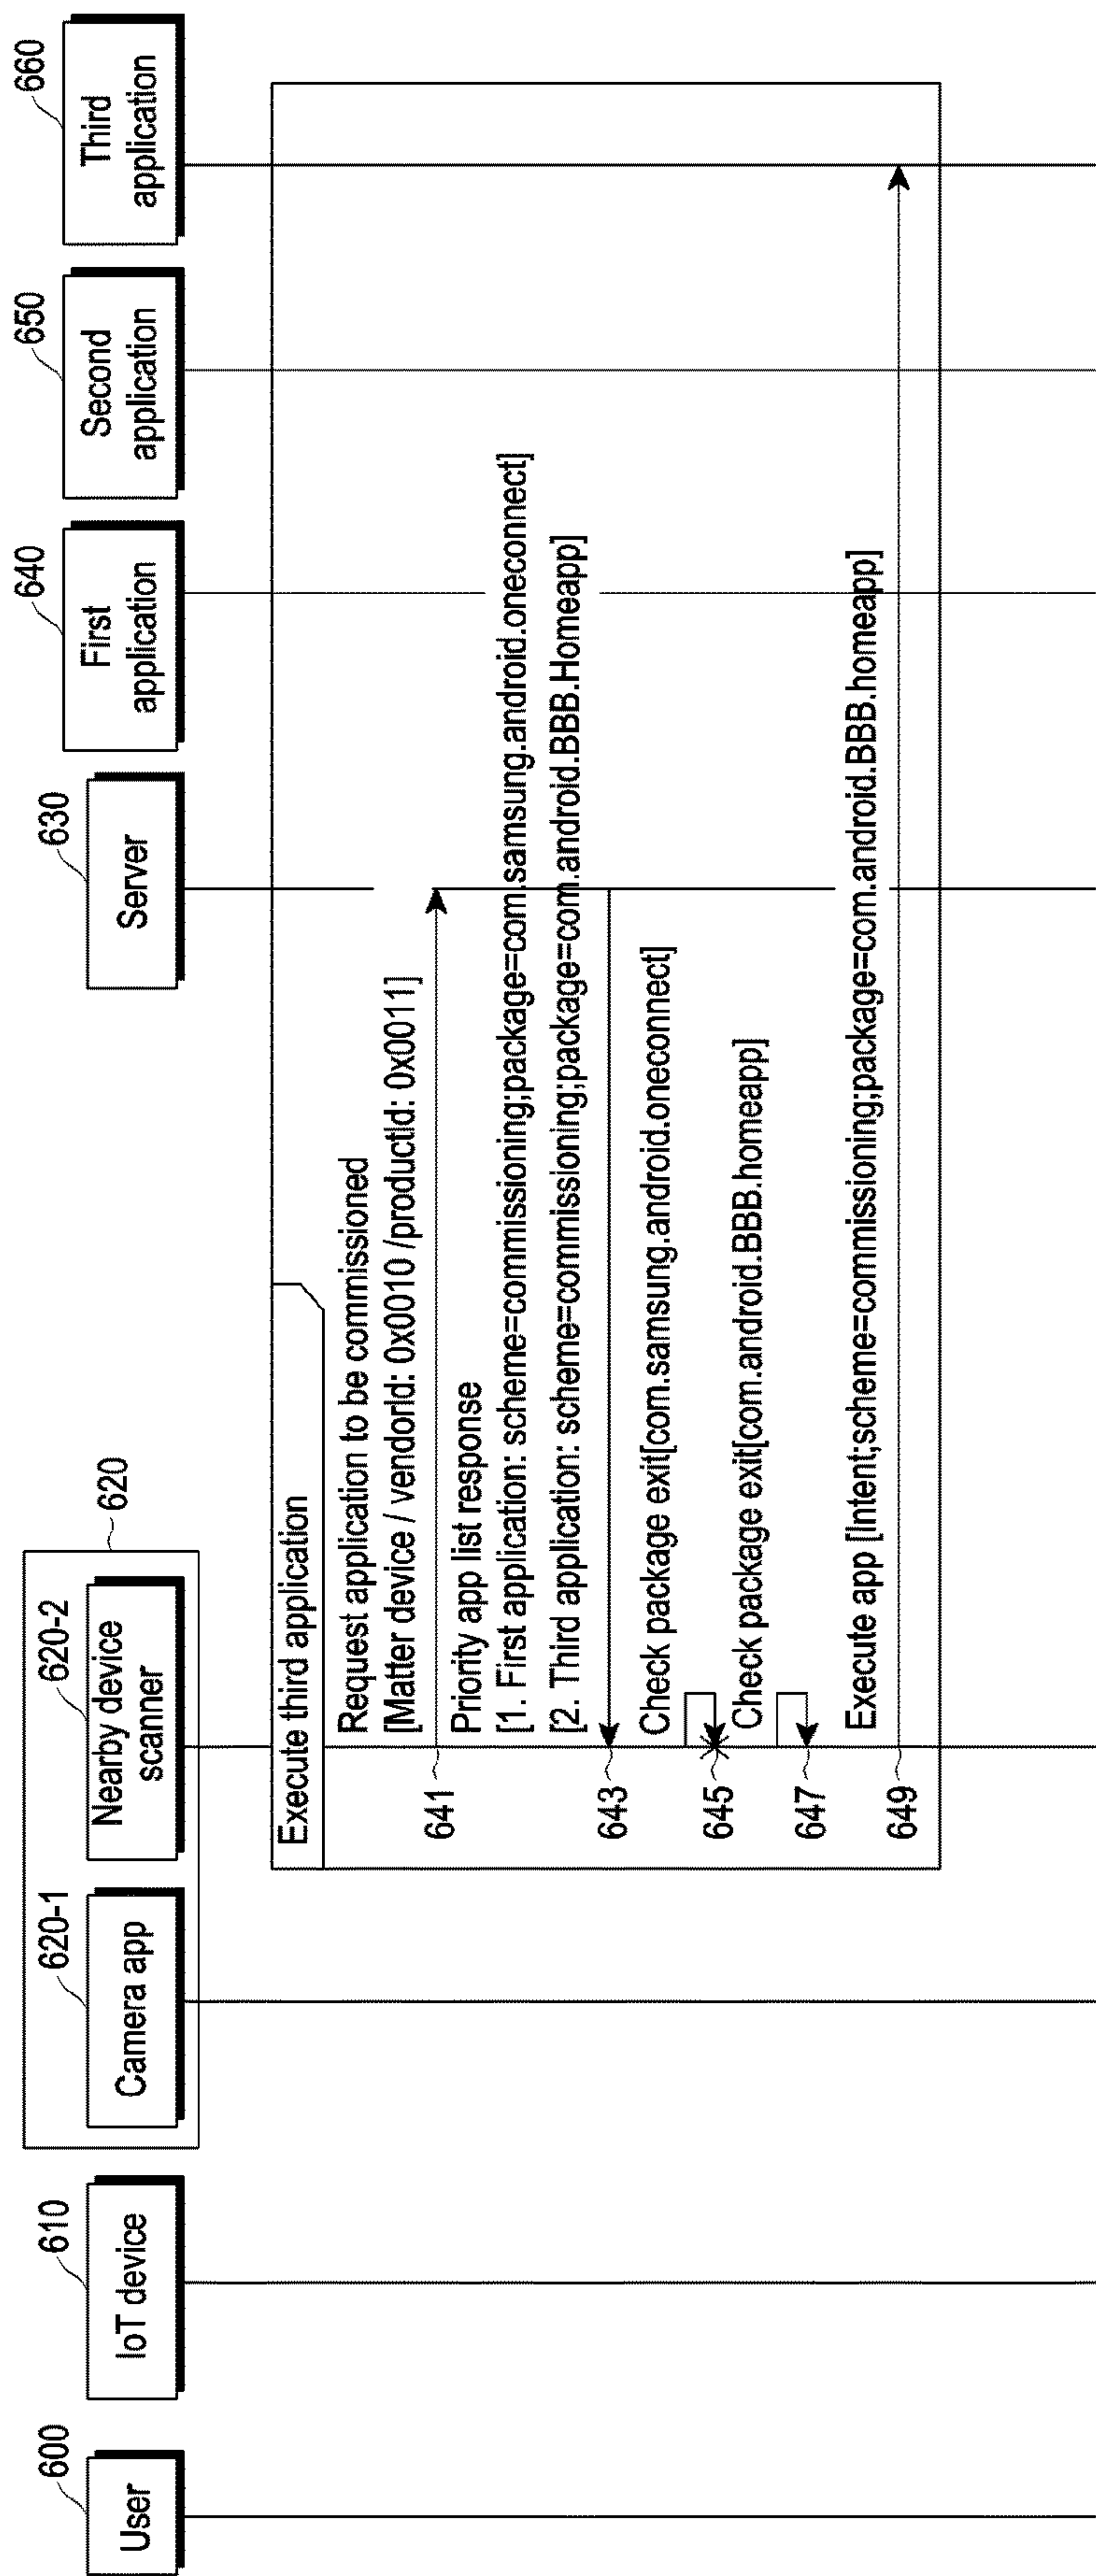 600
User
610
IoT device
620
620-1
Camera app
620-2
Nearby device
scanner
630
Server
640
First
application
650
Second
application
660
Third
application
Execute third application
Request application to be commissioned
[Matter device / vendorId: 0x0010 /productId: 0x0011]
641
Priority app list response
[1. First application: scheme=commissioning;package=com.samsung.android.oneconnect]
[2. Third application: scheme=commissioning;package=com.android.BBB.Homeapp]
643
Check package exit[com.samsung.android.oneconnect]
645
Check package exit[com.android.BBB.homeapp]
647
Execute app [Intent;scheme=commissioning;package=com.android.BBB.homeapp]
649